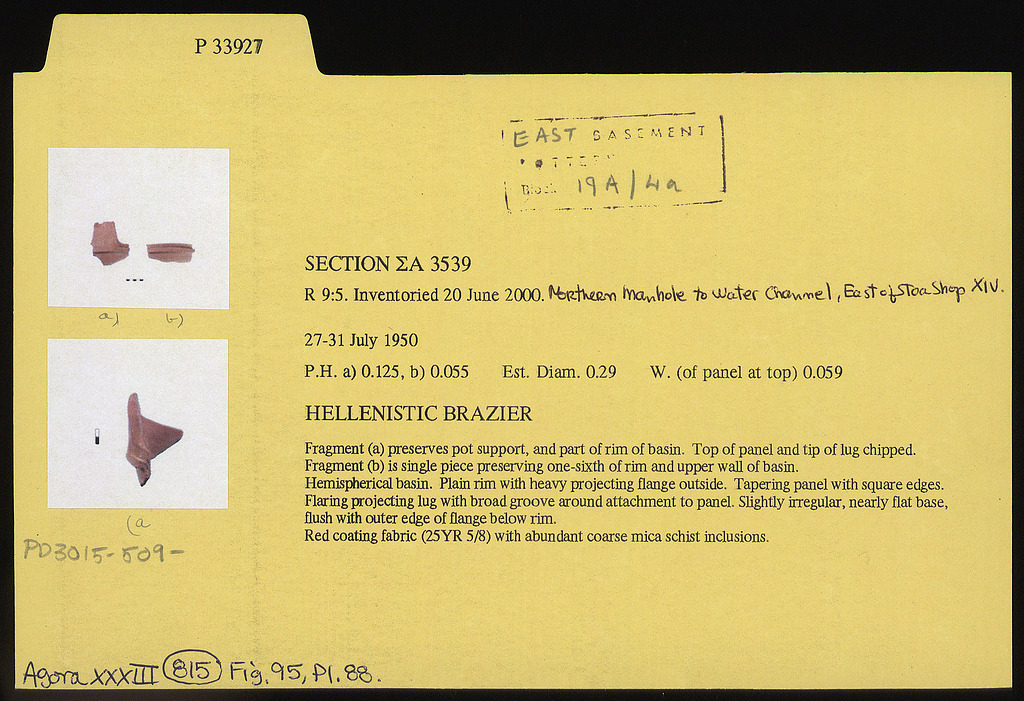 P 33927
EAST BASEMENT
19A/4a
SECTION ΣA 3539
R 9:5. Inventoried 20 June 2000. Northern Manhole to Water Channel, East of Stoa Shop XIV.
27-31 July 1950
P.H. a) 0.125, b) 0.055 Est. Diam. 0.29 W. (of panel at top) 0.059
HELLENISTIC BRAZIER
Fragment (a) preserves pot support, and part of rim of basin. Top of panel and tip of lug chipped.
Fragment (b) is single piece preserving one-sixth of rim and upper wall of basin.
Hemispherical basin. Plain rim with heavy projecting flange outside. Tapering panel with square edges.
Flaring projecting lug with broad groove around attachment to panel. Slightly irregular, nearly flat base,
flush with outer edge of flange below rim.
Red coating fabric (25YR 5/8) with abundant coarse mica schist inclusions.
a) b)
(a
PD3015-509-
Agora XXXIII 815 Fig. 95, Pl. 88.